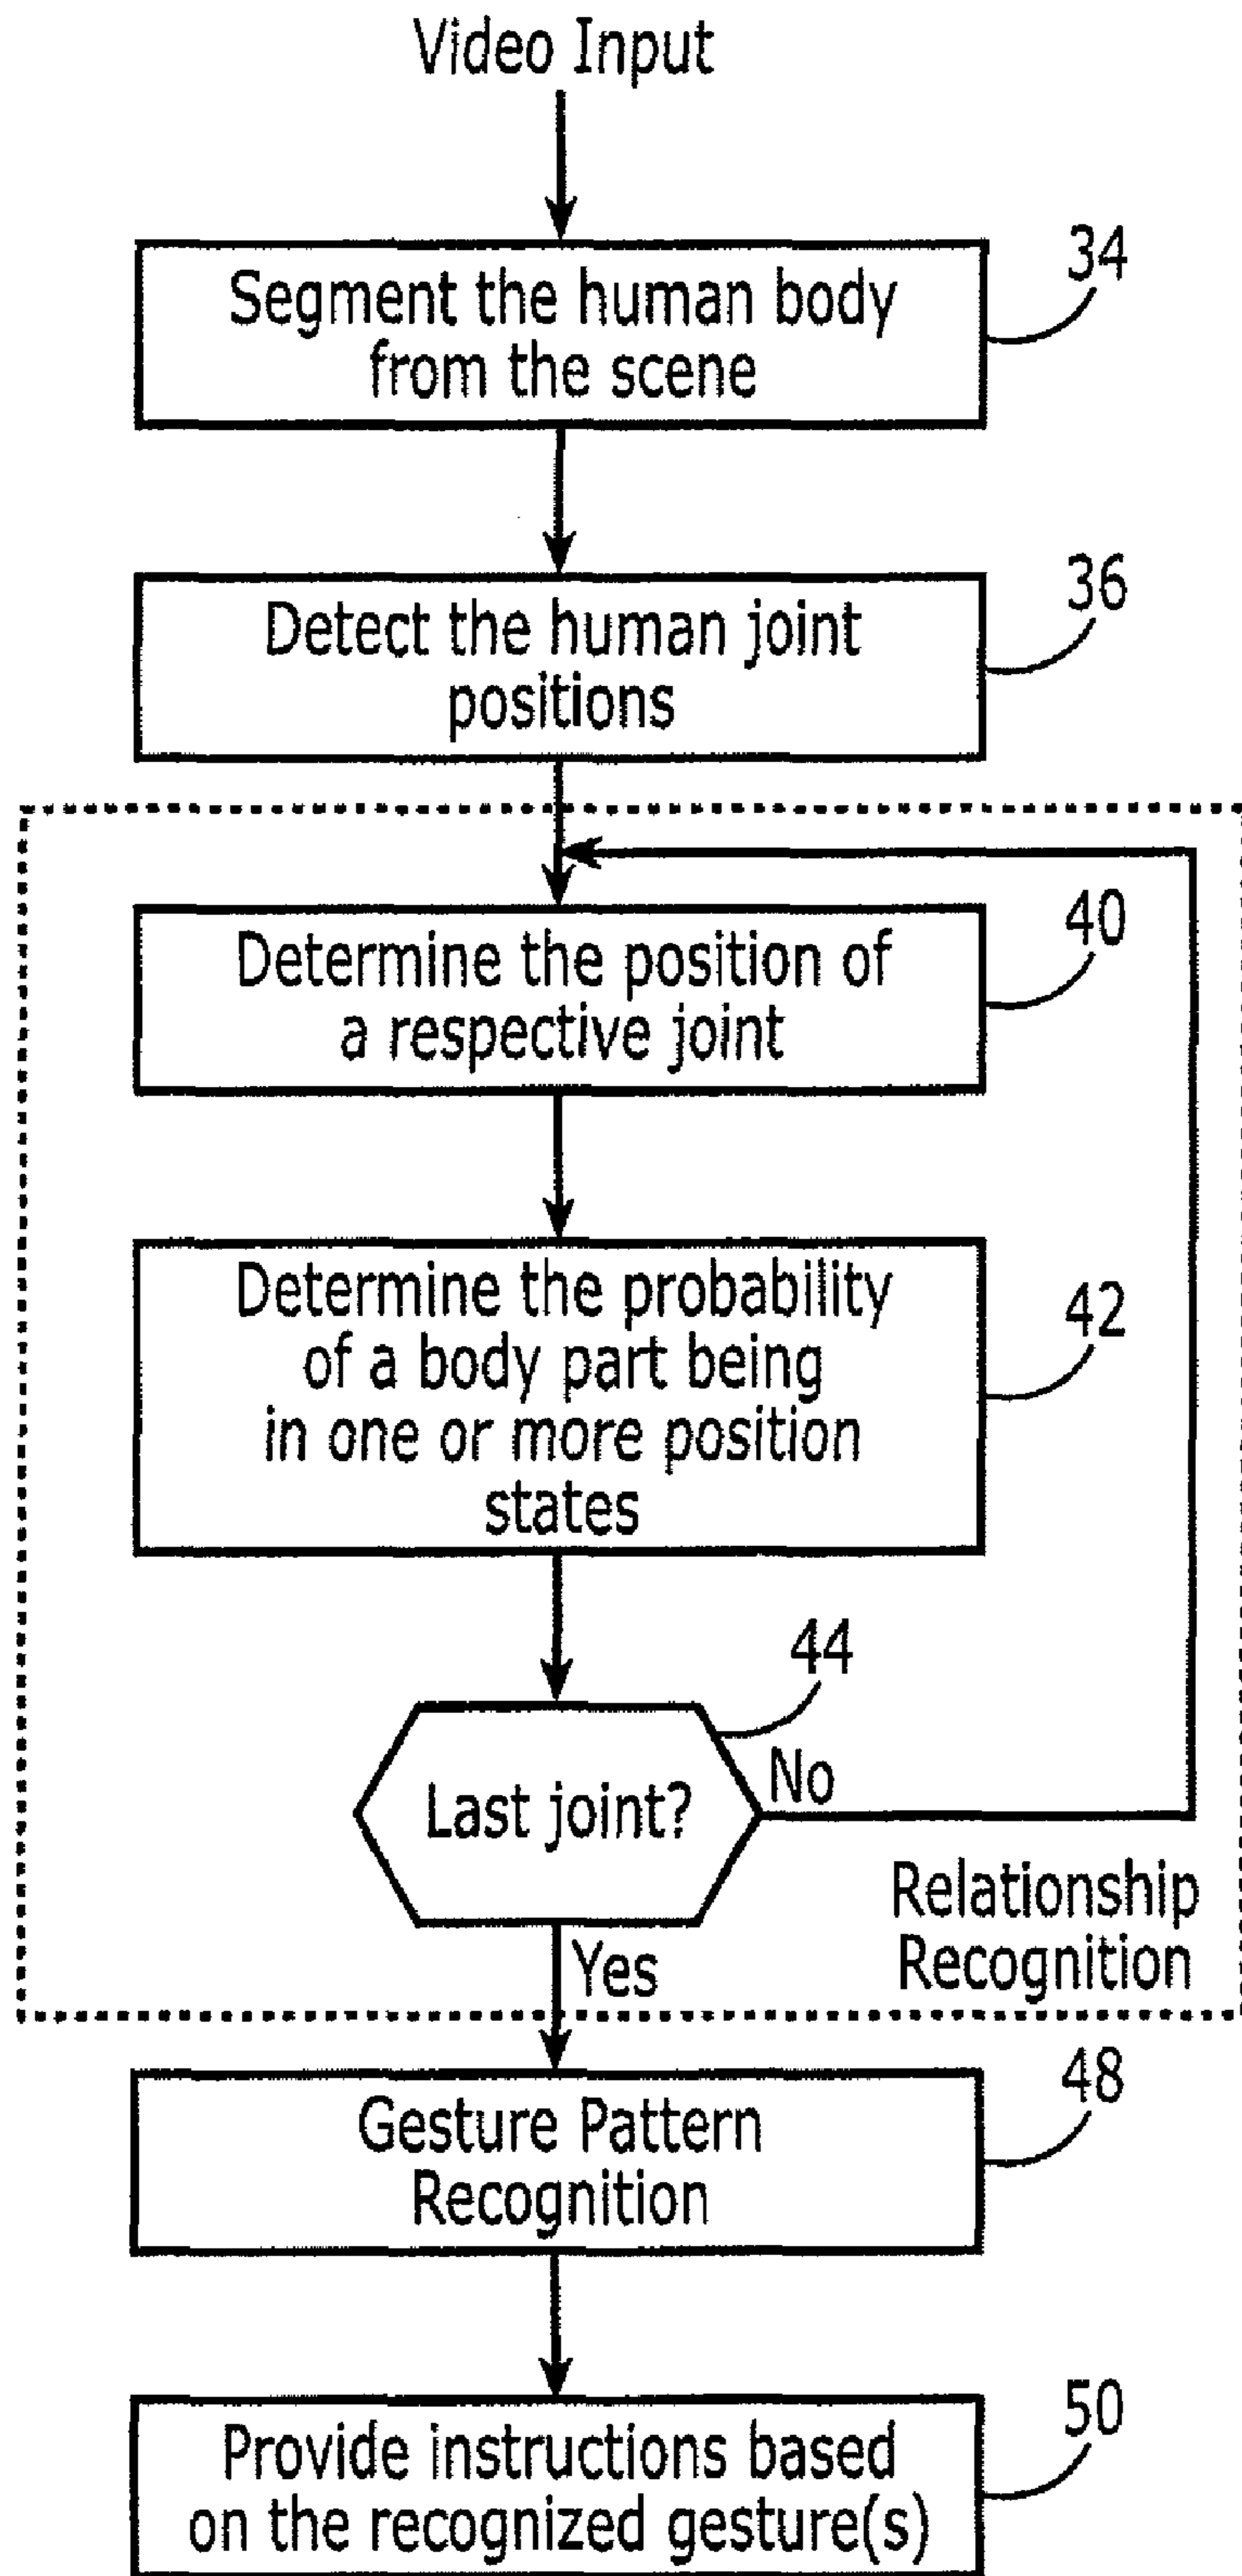 Video Input
34
Segment the human body
from the scene
36
Detect the human joint
positions
40
Determine the position of
a respective joint
42
Determine the probability
of a body part being
in one or more position
states
44
Last joint?
No
Relationship
Recognition
Yes
48
Gesture Pattern
Recognition
50
Provide instructions based
on the recognized gesture(s)